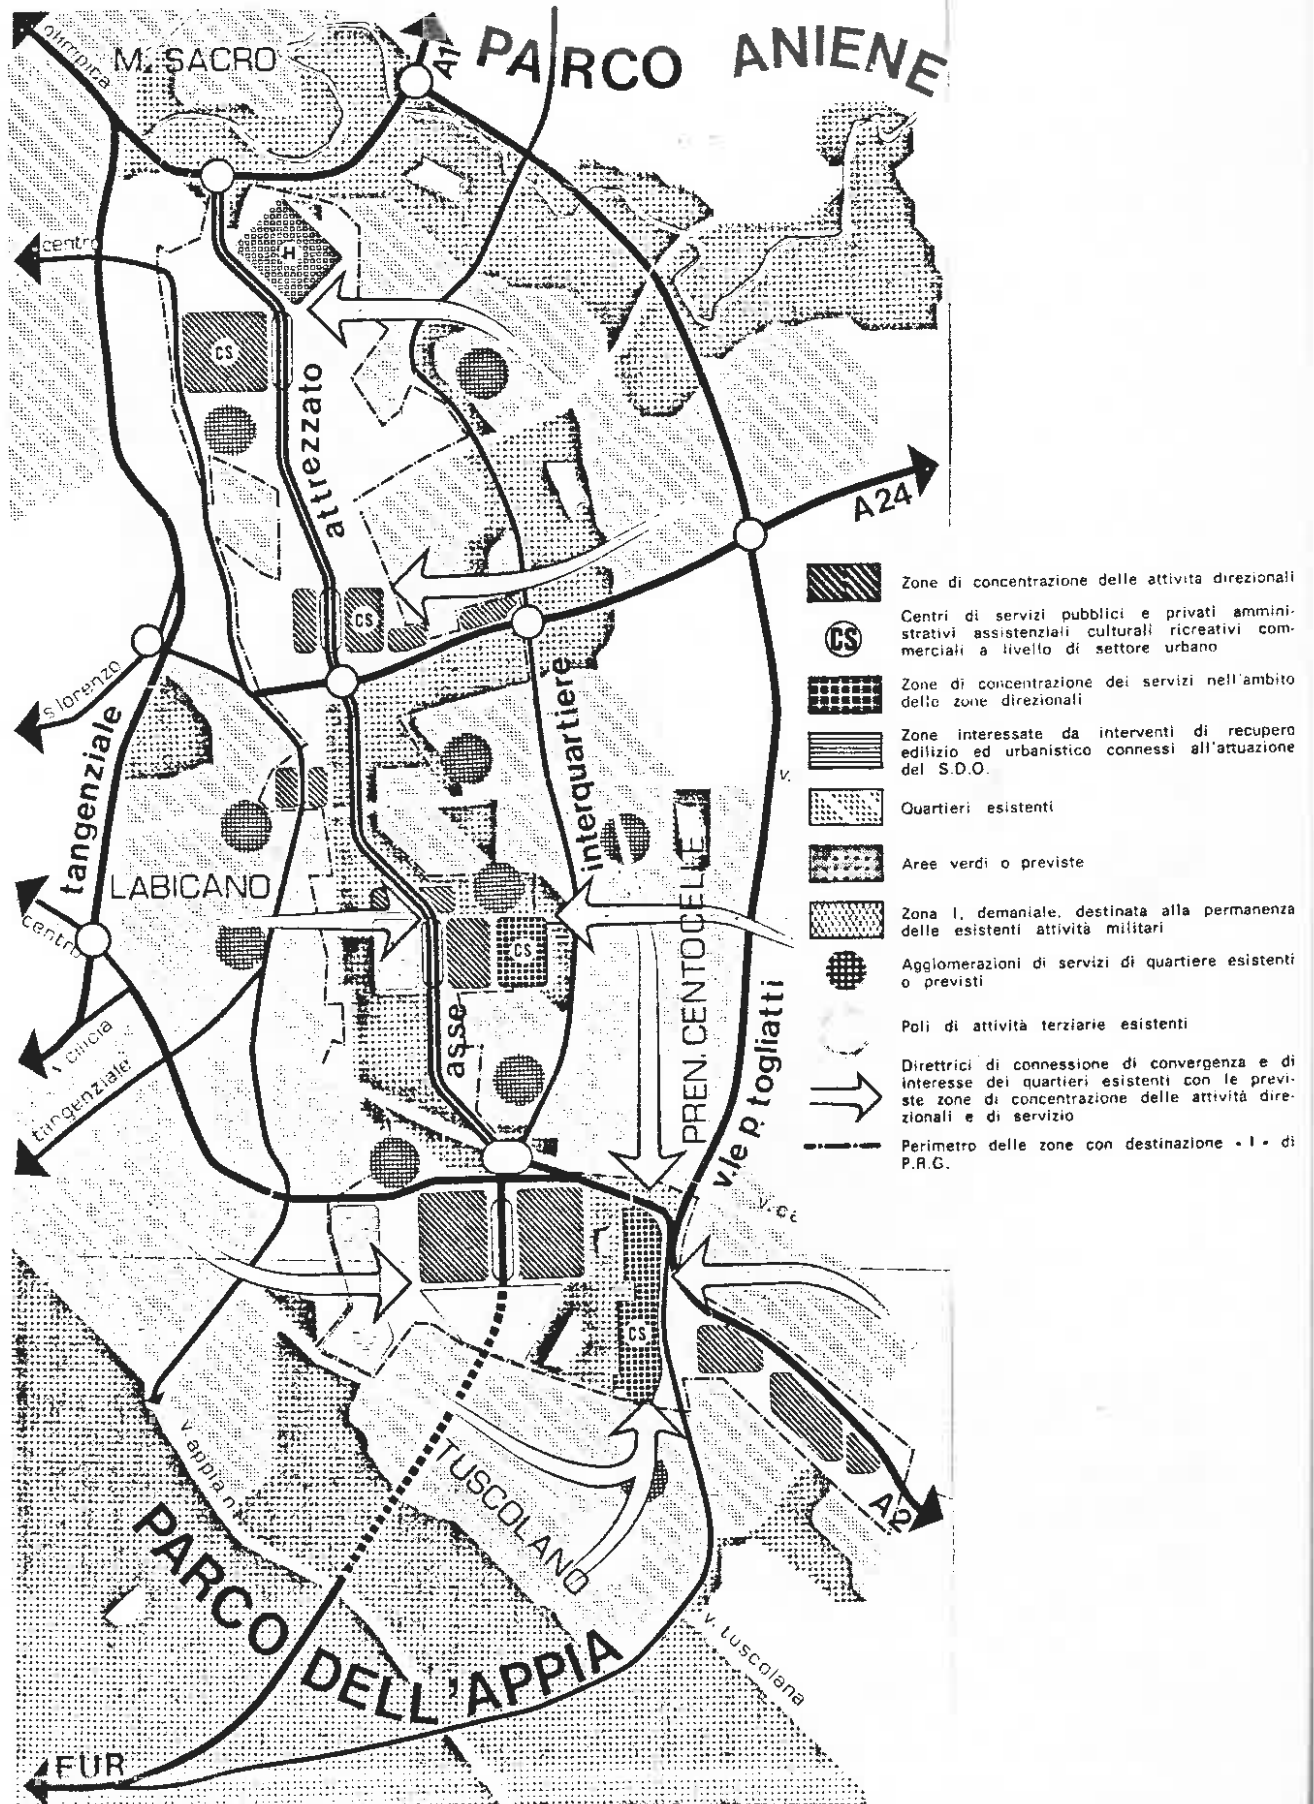 olimpica
M. SACRO
A1
PARCO ANIENE
centro
H
CS
attrezzato
A24
CS
s lorenzo
tangenziale
interquartiere
v.
LABICANO
centro
CS
PREN. CENTOCELLE
asse
v. cilicia
tangenziale
v.le p. togliatti
CS
v. appia n.
TUSCOLANO
A2
PARCO DELL'APPIA
v. tuscolana
EUR
Zone di concentrazione delle attivita direzionali
CS
Centri di servizi pubblici e privati ammini-
strativi assistenziali culturali ricreativi com-
merciali a livello di settore urbano
Zone di concentrazione dei servizi nell'ambito
delle zone direzionali
Zone interessate da interventi di recupero
edilizio ed urbanistico connessi all'attuazione
del S.D.O.
Quartieri esistenti
Aree verdi o previste
Zona I, demaniale, destinata alla permanenza
delle esistenti attività militari
Agglomerazioni di servizi di quartiere esistenti
o previsti
Poli di attività terziarie esistenti
Direttrici di connessione di convergenza e di
interesse dei quartieri esistenti con le previ-
ste zone di concentrazione delle attività dire-
zionali e di servizio
Perimetro delle zone con destinazione - I - di
P.R.G.